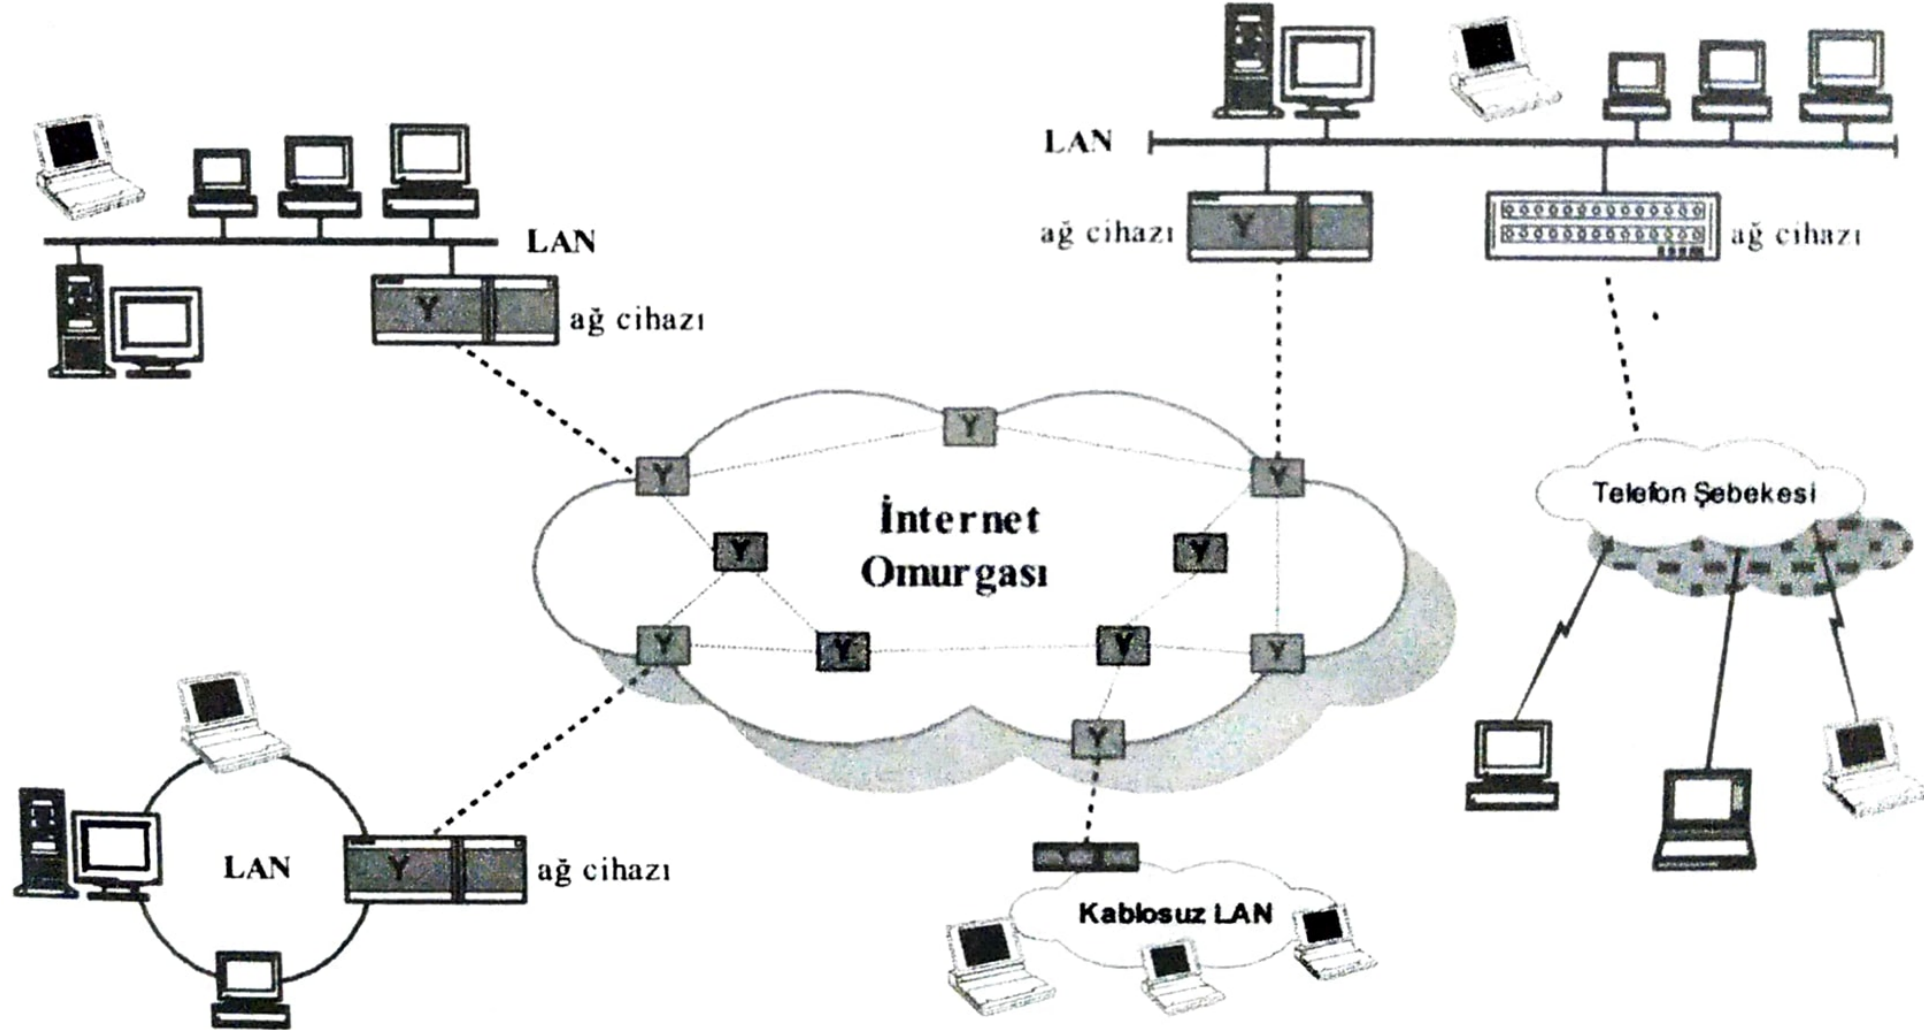 LAN
ağ cihazı
ağ cihazı
Y
LAN
Y
ağ cihazı
Y
Y
Y
Telefon Şebekesi
İnternet
Omurgası
Y
Y
Y
Y
Y
Y
Y
LAN
Y
ağ cihazı
Kablosuz LAN